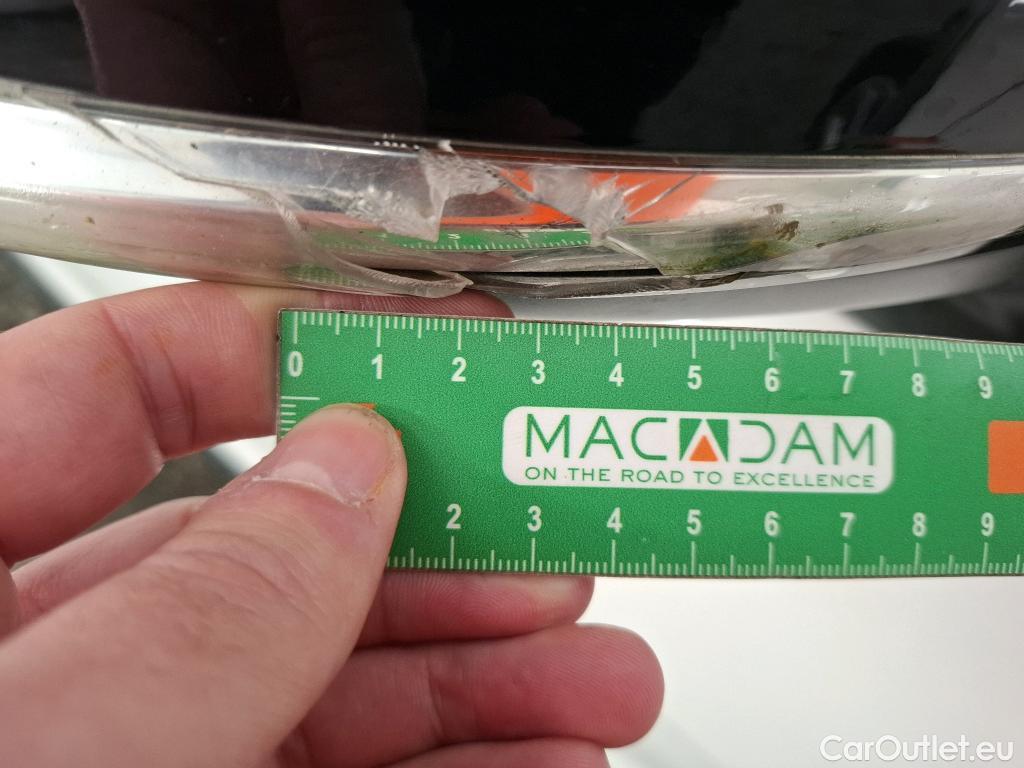 0 1 2 3 4 5 6 7 8 9
MACADAM
ON THE ROAD TO EXCELLENCE
2 3 4 5 6 7 8 9
CarOutlet.eu